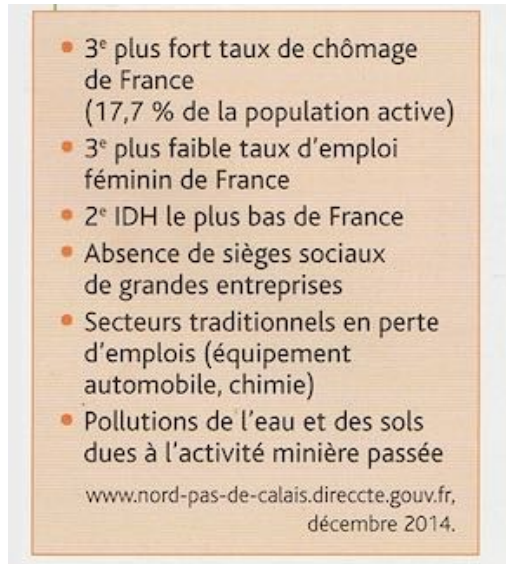 • 3e plus fort taux de chômage
de France
(17,7 % de la population active)
• 3e plus faible taux d'emploi
féminin de France
• 2e IDH le plus bas de France
• Absence de sièges sociaux
de grandes entreprises
• Secteurs traditionnels en perte
d'emplois (équipement
automobile, chimie)
• Pollutions de l'eau et des sols
dues à l'activité minière passée
www.nord-pas-de-calais.direccte.gouv.fr,
décembre 2014.